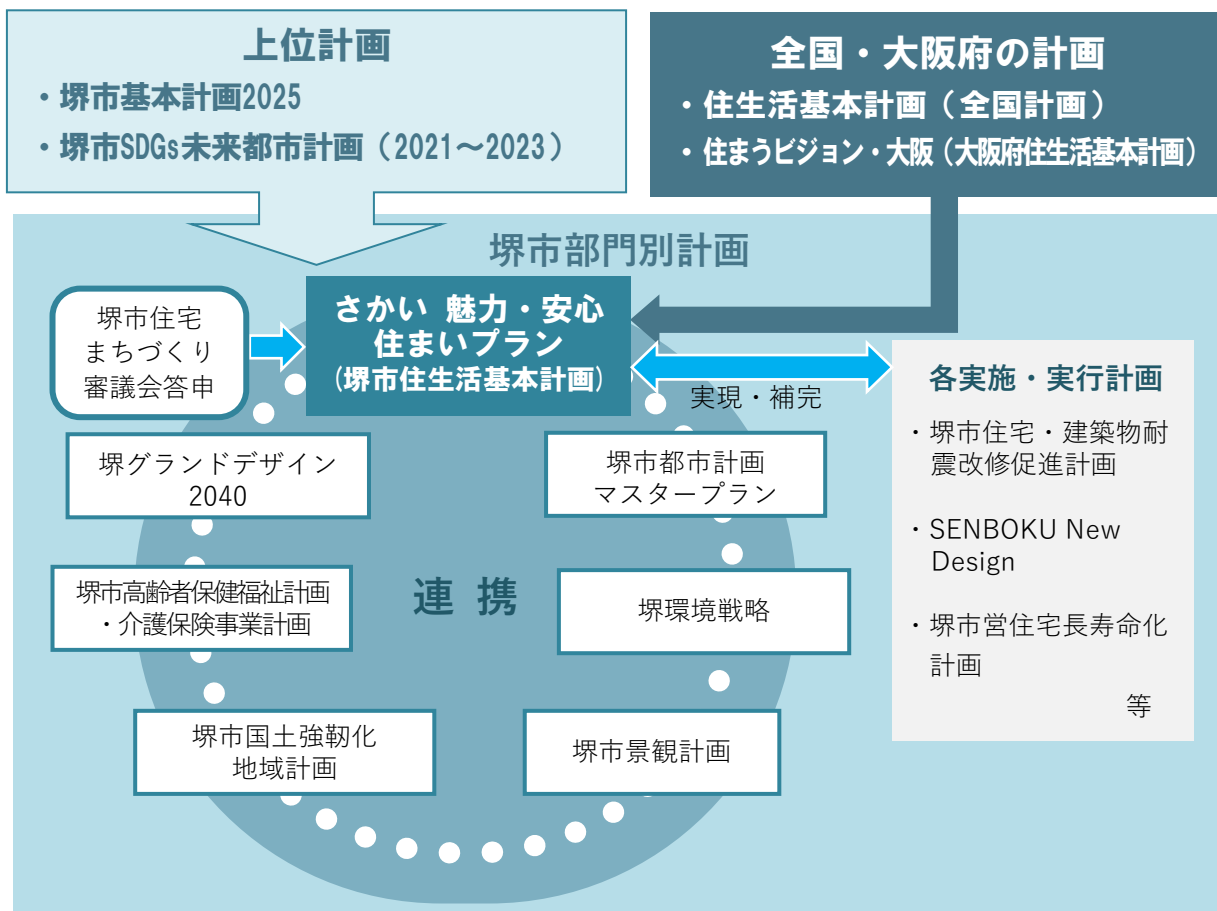 上位計画
・堺市基本計画2025
・堺市SDGs未来都市計画（2021～2023）
全国・大阪府の計画
・住生活基本計画（全国計画）
・住まうビジョン・大阪（大阪府住生活基本計画）
堺市部門別計画
堺市住宅
まちづくり
審議会答申
さかい 魅力・安心
住まいプラン
(堺市住生活基本計画)
実現・補完
各実施・実行計画
・堺市住宅・建築物耐
震改修促進計画
・SENBOKU New
Design
・堺市営住宅長寿命化
計画
等
堺グランドデザイン
2040
堺市都市計画
マスタープラン
堺市高齢者保健福祉計画
・介護保険事業計画
連携
堺環境戦略
堺市国土強靭化
地域計画
堺市景観計画